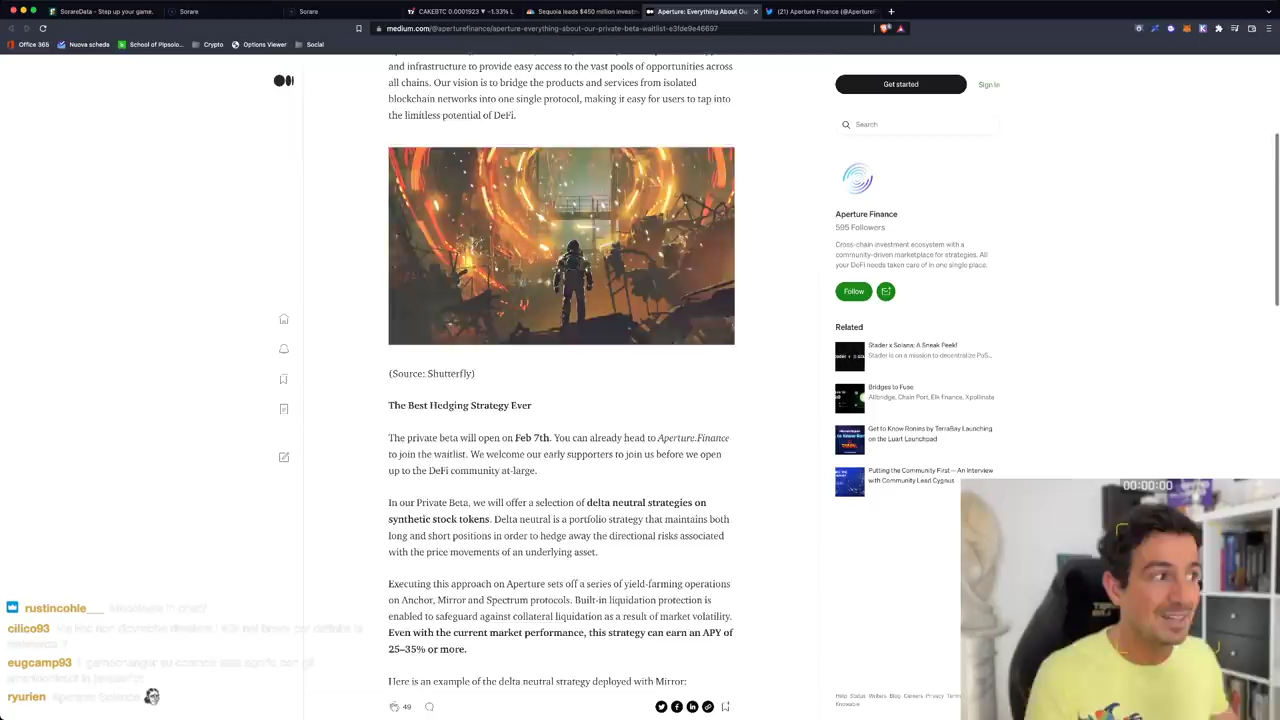 SorareData - Step up your game.
Sorare
Sorare
CAKEBTC 0.0001923 ▼ −1.33% L
Sequoia leads $450 million invest
Aperture: Everything About Ou
(21) Aperture Finance (@Aperture
medium.com/@aperturefinance/aperture-everything-about-our-private-beta-waitlist-e3fde9e46697
Office 365
Nuova scheda
School of Pipsolo...
Crypto
Options Viewer
Social
and infrastructure to provide easy access to the vast pools of opportunities across
all chains. Our vision is to bridge the products and services from isolated
blockchain networks into one single protocol, making it easy for users to tap into
the limitless potential of DeFi.
(Source: Shutterfly)
The Best Hedging Strategy Ever
The private beta will open on Feb 7th. You can already head to Aperture.Finance
to join the waitlist. We welcome our early supporters to join us before we open
up to the DeFi community at-large.
In our Private Beta, we will offer a selection of delta neutral strategies on
synthetic stock tokens. Delta neutral is a portfolio strategy that maintains both
long and short positions in order to hedge away the directional risks associated
with the price movements of an underlying asset.
Executing this approach on Aperture sets off a series of yield-farming operations
on Anchor, Mirror and Spectrum protocols. Built-in liquidation protection is
enabled to safeguard against collateral liquidation as a result of market volatility.
Even with the current market performance, this strategy can earn an APY of
25–35% or more.
Here is an example of the delta neutral strategy deployed with Mirror:
49
Get started
Sign In
Search
Aperture Finance
595 Followers
Cross-chain investment ecosystem with a
community-driven marketplace for strategies. All
your DeFi needs taken care of in one single place.
Follow
Related
Stader x Solana: A Sneak Peek!
Stader is on a mission to decentralize PoS...
Bridges to Fuse
Allbridge, Chain Port, Elk finance, Xpollinate
Get to Know Ronins by TerraBay Launching
on the Luart Launchpad
Putting the Community First — An Interview
with Community Lead Cygnus
00:00:00
Help Status Writers Blog Careers Privacy Terms
Knowable
rustincohle___
cilico93
eugcamp93
ryurien Aperture Science